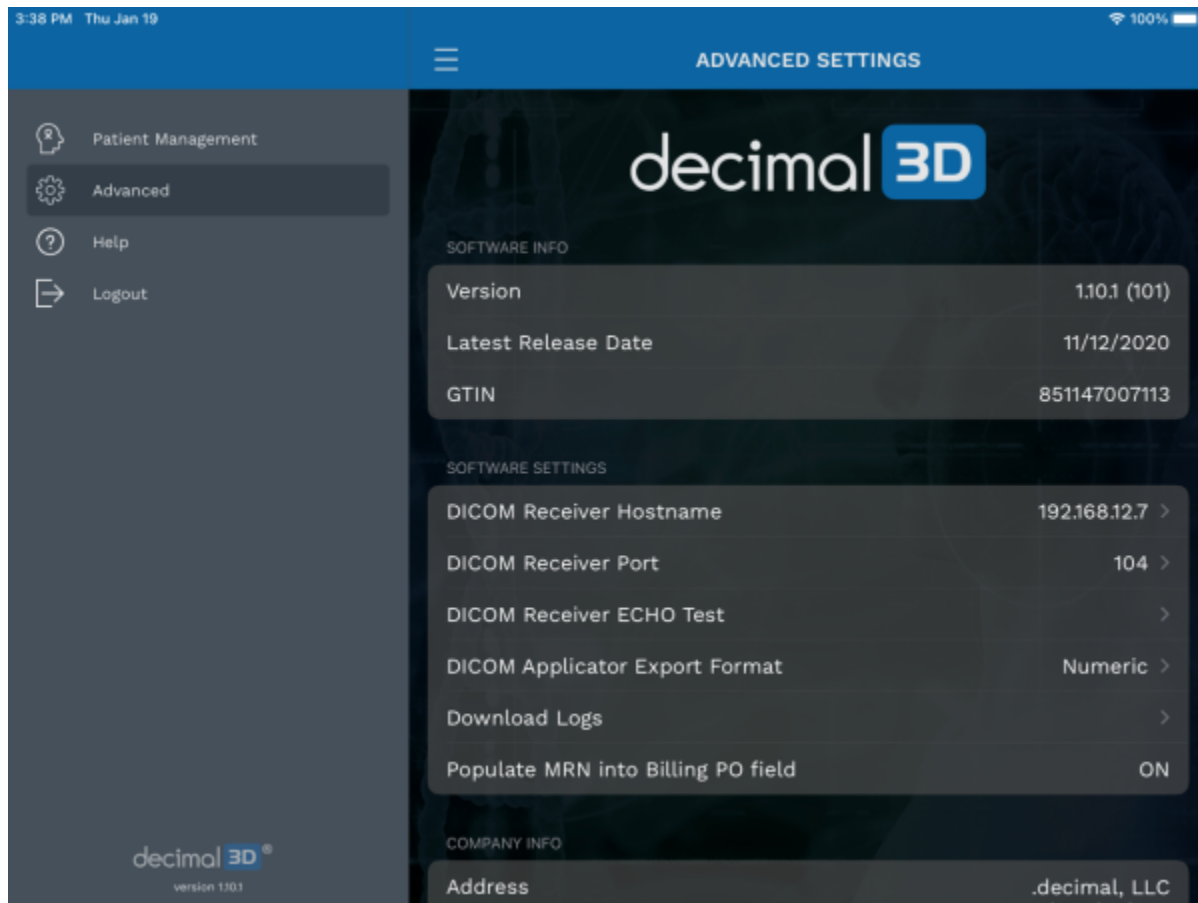 3:38 PM Thu Jan 19
100%
ADVANCED SETTINGS
Patient Management
Advanced
Help
Logout
decimal 3D®
version 1.10.1
decimal 3D
SOFTWARE INFO
Version 1.10.1 (101)
Latest Release Date 11/12/2020
GTIN 851147007113
SOFTWARE SETTINGS
DICOM Receiver Hostname 192.168.12.7 >
DICOM Receiver Port 104 >
DICOM Receiver ECHO Test >
DICOM Applicator Export Format Numeric >
Download Logs >
Populate MRN into Billing PO field ON
COMPANY INFO
Address .decimal, LLC